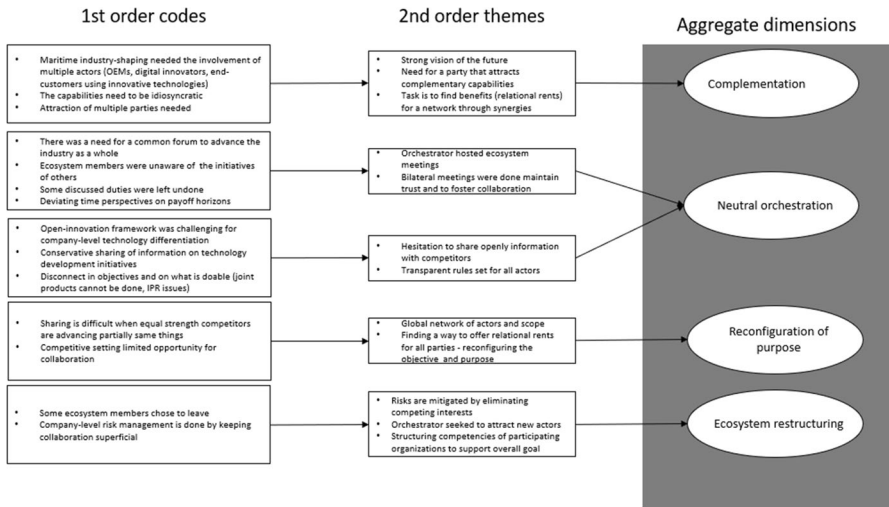 1st order codes
2nd order themes
Aggregate dimensions
• Maritime industry-shaping needed the involvement of
multiple actors (OEMs, digital innovators, end-
customers using innovative technologies)
• The capabilities need to be idiosyncratic
• Attraction of multiple parties needed
• Strong vision of the future
• Need for a party that attracts
complementary capabilities
• Task is to find benefits (relational rents)
for a network through synergies
Complementation
• There was a need for a common forum to advance the
industry as a whole
• Ecosystem members were unaware of the initiatives
of others
• Some discussed duties were left undone
• Deviating time perspectives on payoff horizons
• Orchestrator hosted ecosystem
meetings
• Bilateral meetings were done maintain
trust and to foster collaboration
Neutral orchestration
• Open-innovation framework was challenging for
company-level technology differentiation
• Conservative sharing of information on technology
development initiatives
• Disconnect in objectives and on what is doable (joint
products cannot be done, IPR issues)
• Hesitation to share openly information
with competitors
• Transparent rules set for all actors
• Sharing is difficult when equal strength competitors
are advancing partially same things
• Competitive setting limited opportunity for
collaboration
• Global network of actors and scope
• Finding a way to offer relational rents
for all parties - reconfiguring the
objective and purpose
Reconfiguration of
purpose
• Some ecosystem members chose to leave
• Company-level risk management is done by keeping
collaboration superficial
• Risks are mitigated by eliminating
competing interests
• Orchestrator sought to attract new actors
• Structuring competencies of participating
organizations to support overall goal
Ecosystem restructuring